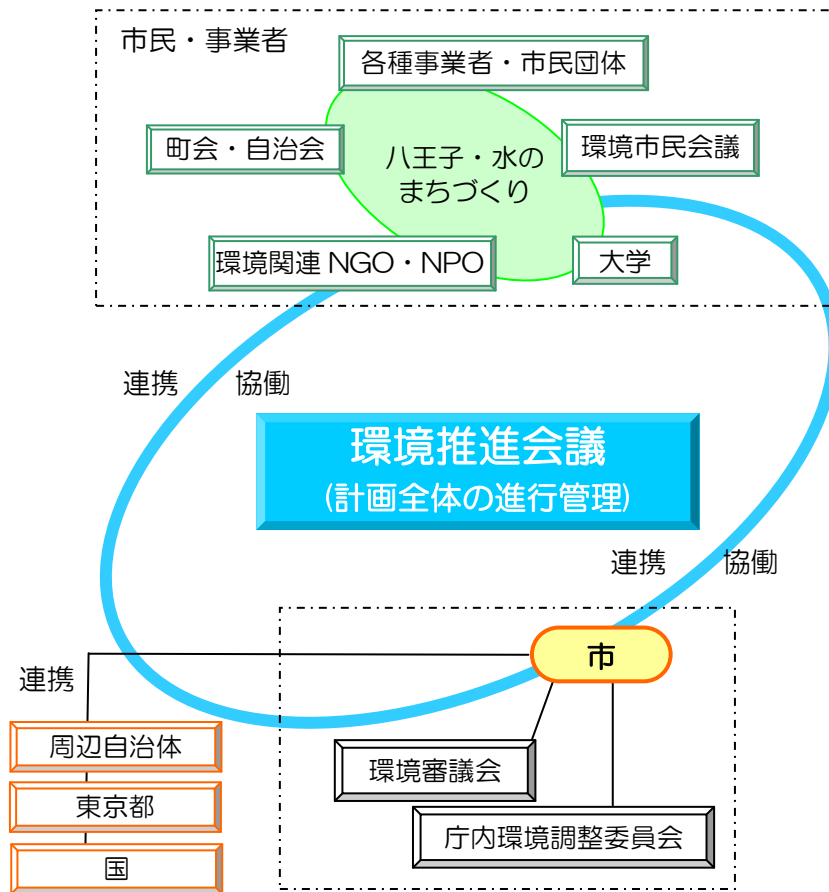 市民・事業者
各種事業者・市民団体
町会・自治会
八王子・水の
まちづくり
環境市民会議
環境関連 NGO・NPO
大学
連携 協働
環境推進会議
(計画全体の進行管理)
連携 協働
市
連携
周辺自治体
東京都
国
環境審議会
庁内環境調整委員会